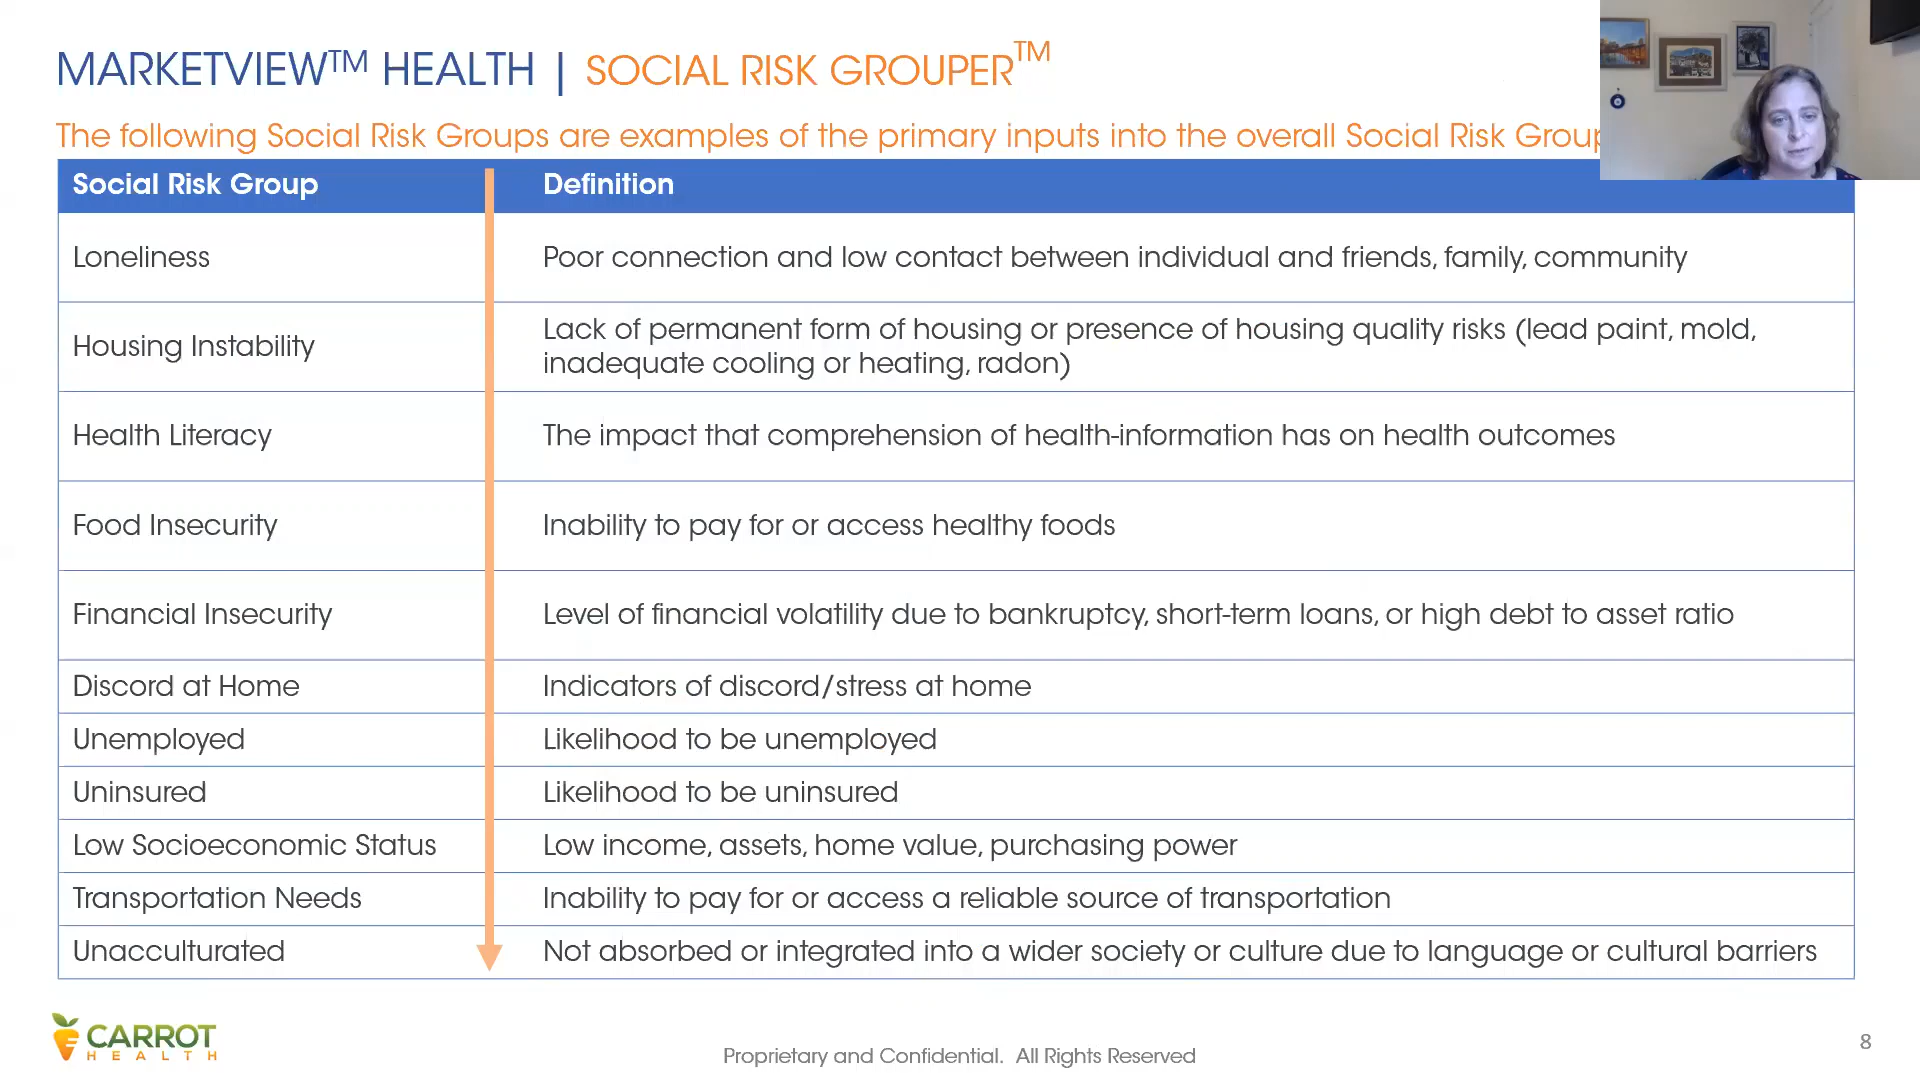 MARKETVIEW™ HEALTH | SOCIAL RISK GROUPER™
The following Social Risk Groups are examples of the primary inputs into the overall Social Risk
Social Risk Group Definition
Loneliness Poor connection and low contact between individual and friends, family, community
Housing Instability Lack of permanent form of housing or presence of housing quality risks (lead paint, mold,
inadequate cooling or heating, radon)
Health Literacy The impact that comprehension of health-information has on health outcomes
Food Insecurity Inability to pay for or access healthy foods
Financial Insecurity Level of financial volatility due to bankruptcy, short-term loans, or high debt to asset ratio
Discord at Home Indicators of discord/stress at home
Unemployed Likelihood to be unemployed
Uninsured Likelihood to be uninsured
Low Socioeconomic Status Low income, assets, home value, purchasing power
Transportation Needs Inability to pay for or access a reliable source of transportation
Unacculturated Not absorbed or integrated into a wider society or culture due to language or cultural barriers
CARROT
HEALTH
Proprietary and Confidential. All Rights Reserved
8